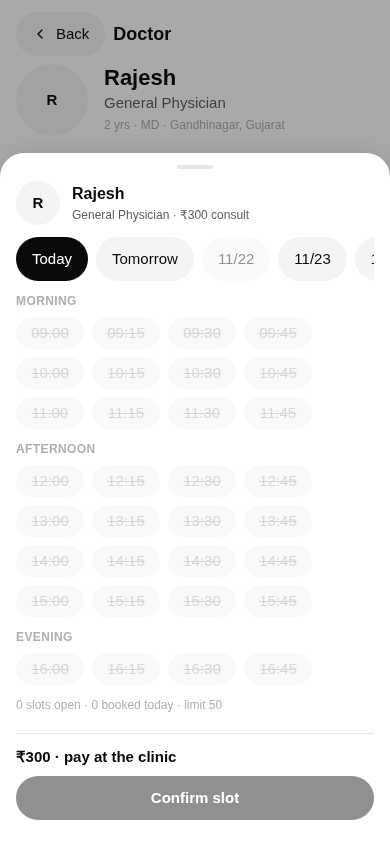 Back Doctor
R
Rajesh
General Physician
2 yrs · MD · Gandhinagar, Gujarat
R
Rajesh
General Physician · ₹300 consult
Today Tomorrow 11/22 11/23
MORNING
09:00 09:15 09:30 09:45
10:00 10:15 10:30 10:45
11:00 11:15 11:30 11:45
AFTERNOON
12:00 12:15 12:30 12:45
13:00 13:15 13:30 13:45
14:00 14:15 14:30 14:45
15:00 15:15 15:30 15:45
EVENING
16:00 16:15 16:30 16:45
0 slots open · 0 booked today · limit 50
₹300 · pay at the clinic
Confirm slot